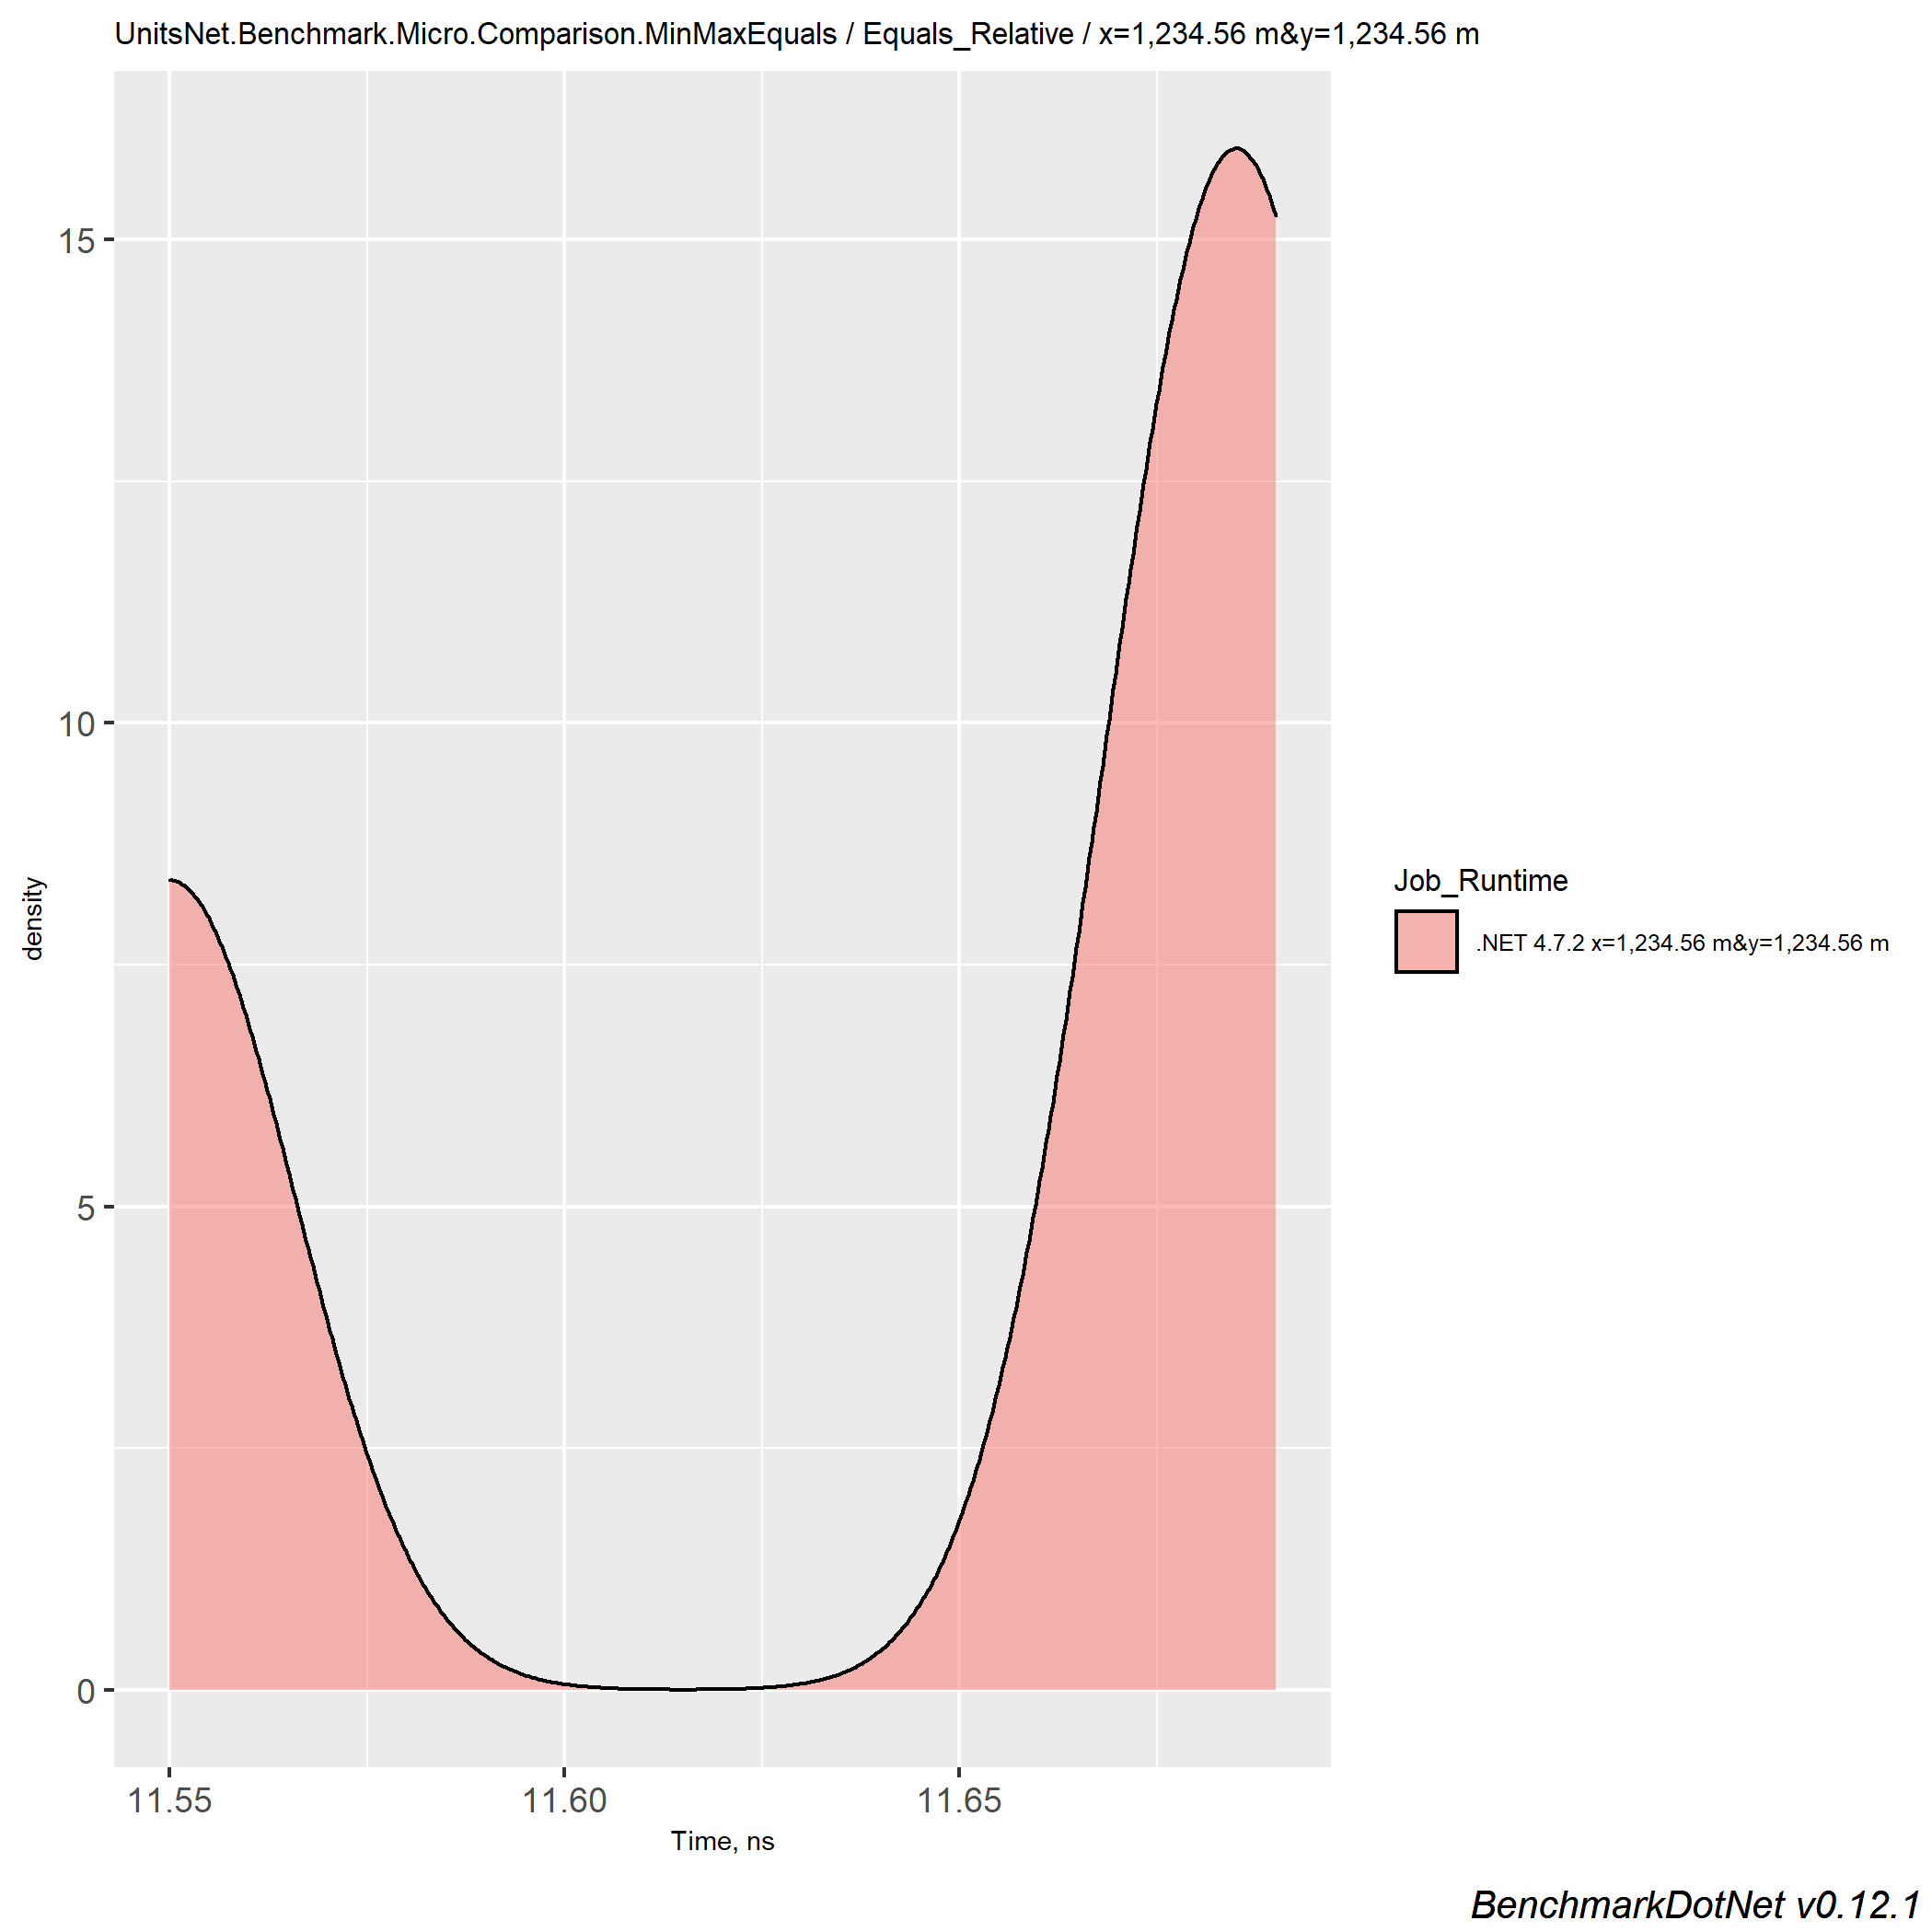 UnitsNet.Benchmark.Micro.Comparison.MinMaxEquals / Equals_Relative / x=1,234.56 m&y=1,234.56 m
15
10
5
0
density
11.55 11.60 11.65
Time, ns
Job_Runtime
.NET 4.7.2 x=1,234.56 m&y=1,234.56 m
BenchmarkDotNet v0.12.1